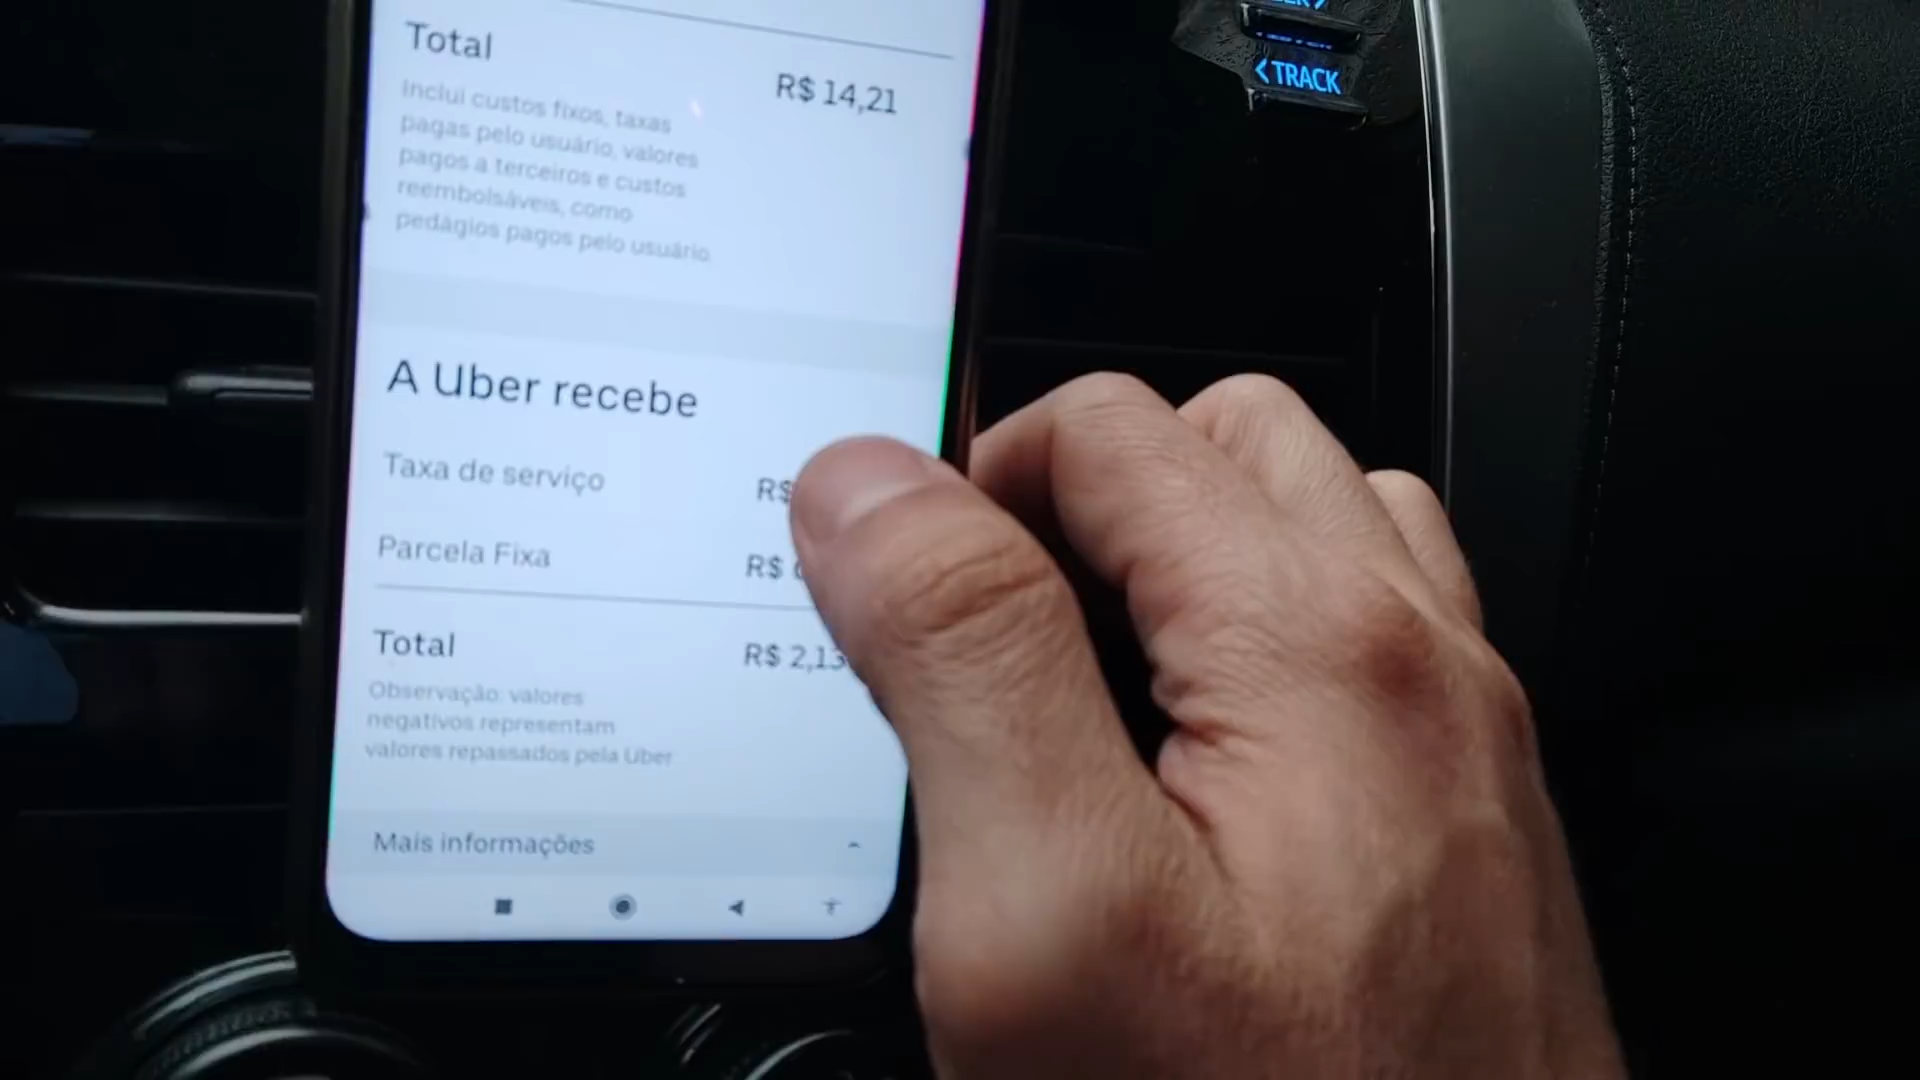 Total
R$ 14,21
Inclui custos fixos, taxas
pagas pelo usuário, valores
pagos a terceiros e custos
reembolsáveis, como
pedágios pagos pelo usuário
<TRACK
A Uber recebe
Taxa de serviço R$
Parcela Fixa R$
Total R$ 2,13
Observação: valores
negativos representam
valores repassados pela Uber
Mais informações